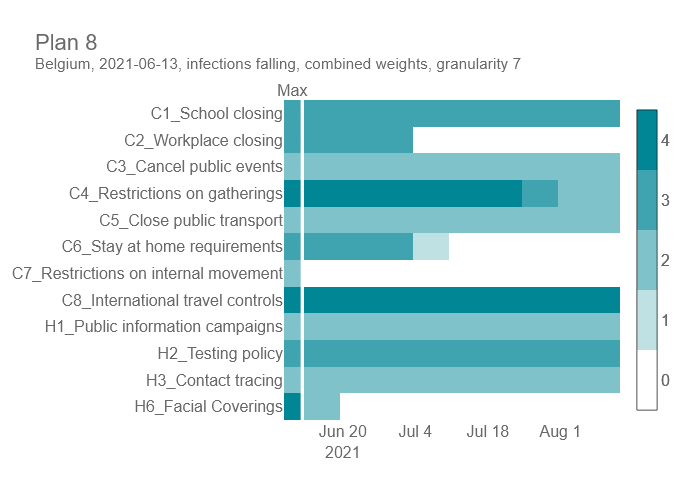 Plan 8
Belgium, 2021-06-13, infections falling, combined weights, granularity 7
Max
C1_School closing
C2_Workplace closing
C3_Cancel public events
C4_Restrictions on gatherings
C5_Close public transport
C6_Stay at home requirements
C7_Restrictions on internal movement
C8_International travel controls
H1_Public information campaigns
H2_Testing policy
H3_Contact tracing
H6_Facial Coverings
Jun 20 Jul 4 Jul 18 Aug 1
2021
4
3
2
1
0